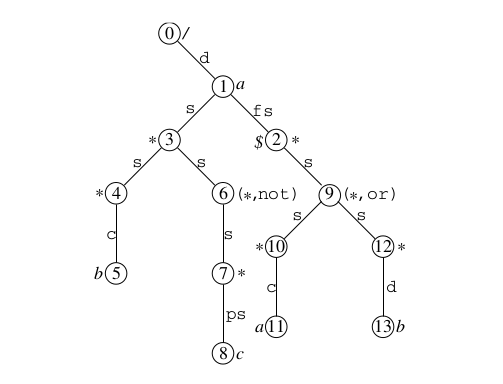 0 /
d
1 a
s fs
* 3 $ 2 *
s s s
* 4 6 (*,not) 9 (*,or)
s s
c s * 10 12 *
b 5 7 *
c d
ps
a 11 13 b
8 c